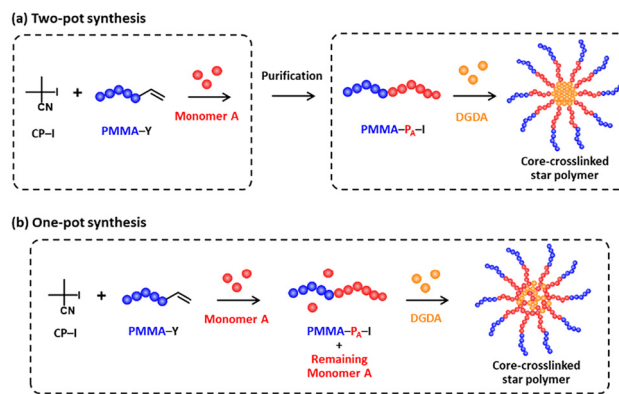 (a) Two-pot synthesis
CP–I
CN
+
PMMA–Y
Monomer A
Purification
PMMA–PA–I
DGDA
Core-crosslinked
star polymer
(b) One-pot synthesis
CP–I
CN
+
PMMA–Y
Monomer A
PMMA–PA–I
+
Remaining
Monomer A
DGDA
Core-crosslinked
star polymer